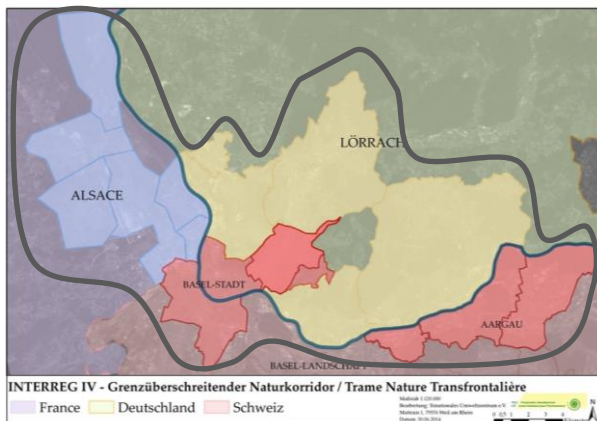 LÖRRACH
ALSACE
BASEL-STADT
AARGAU
BASEL-LANDSCHAFT
INTERREG IV - Grenzüberschreitender Naturkorridor / Trame Nature Transfrontalière
France Deutschland Schweiz